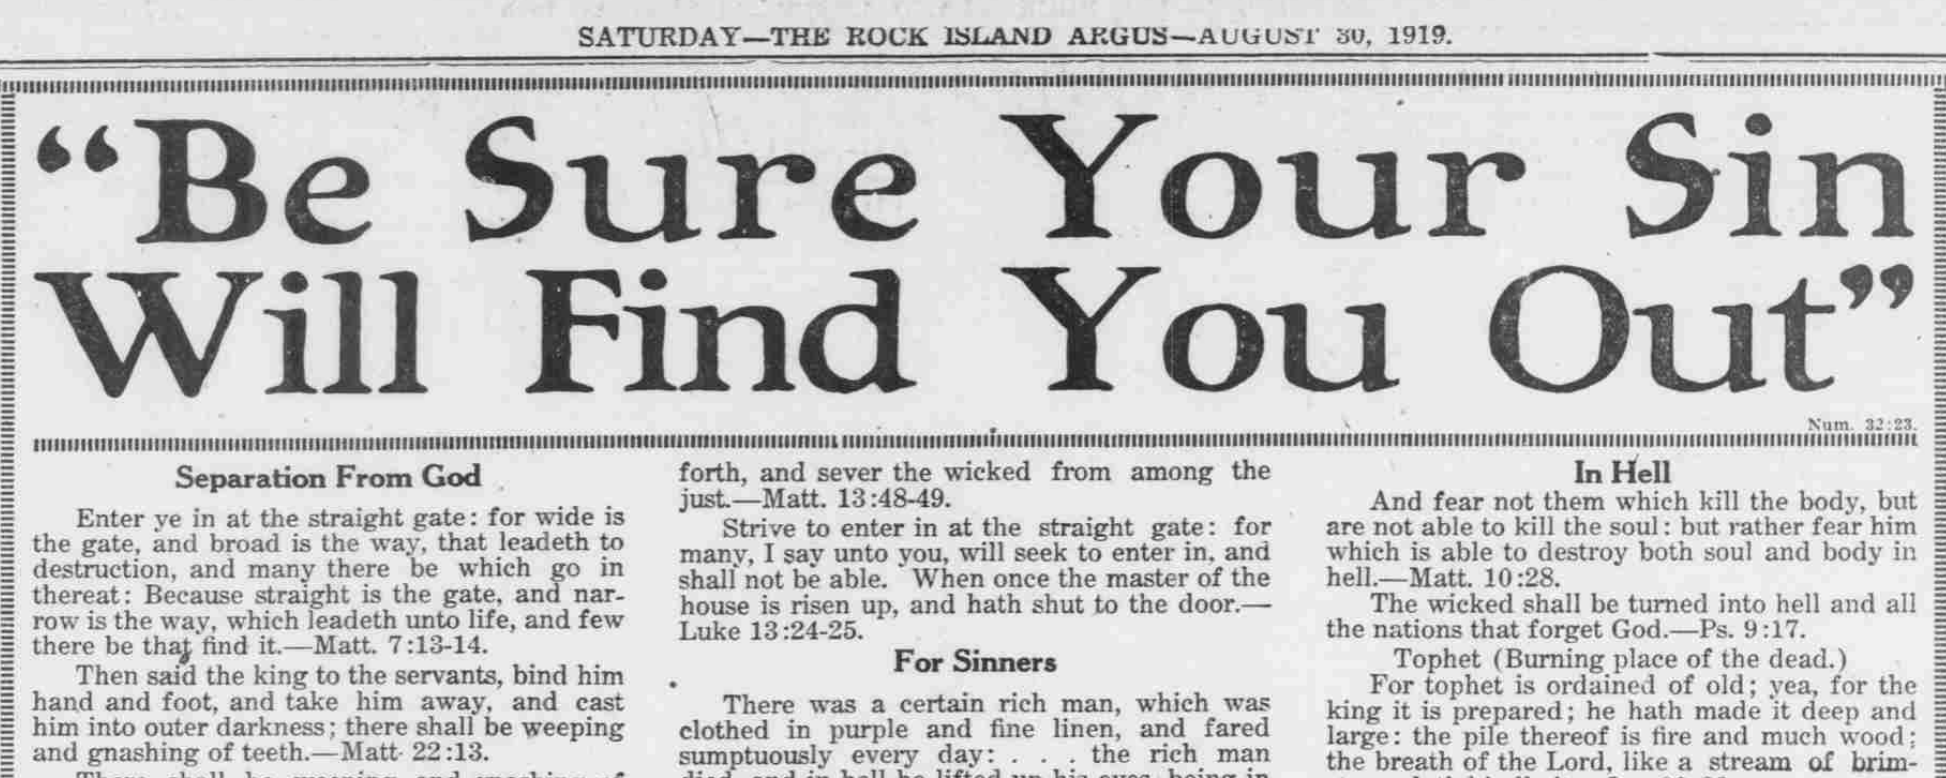 SATURDAY—THE ROCK ISLAND ARGUS—AUGUST 30, 1919.
“Be Sure Your Sin
Will Find You Out”
Num. 32:23.
Separation From God
Enter ye in at the straight gate: for wide is
the gate, and broad is the way, that leadeth to
destruction, and many there be which go in
thereat: Because straight is the gate, and nar-
row is the way, which leadeth unto life, and few
there be that find it.—Matt. 7:13-14.
Then said the king to the servants, bind him
hand and foot, and take him away, and cast
him into outer darkness; there shall be weeping
and gnashing of teeth.—Matt. 22:13.
forth, and sever the wicked from among the
just.—Matt. 13:48-49.
Strive to enter in at the straight gate: for
many, I say unto you, will seek to enter in, and
shall not be able. When once the master of the
house is risen up, and hath shut to the door.—
Luke 13:24-25.
For Sinners
There was a certain rich man, which was
clothed in purple and fine linen, and fared
sumptuously every day: . . . the rich man
In Hell
And fear not them which kill the body, but
are not able to kill the soul: but rather fear him
which is able to destroy both soul and body in
hell.—Matt. 10:28.
The wicked shall be turned into hell and all
the nations that forget God.—Ps. 9:17.
Tophet (Burning place of the dead.)
For tophet is ordained of old; yea, for the
king it is prepared; he hath made it deep and
large: the pile thereof is fire and much wood;
the breath of the Lord, like a stream of brim-